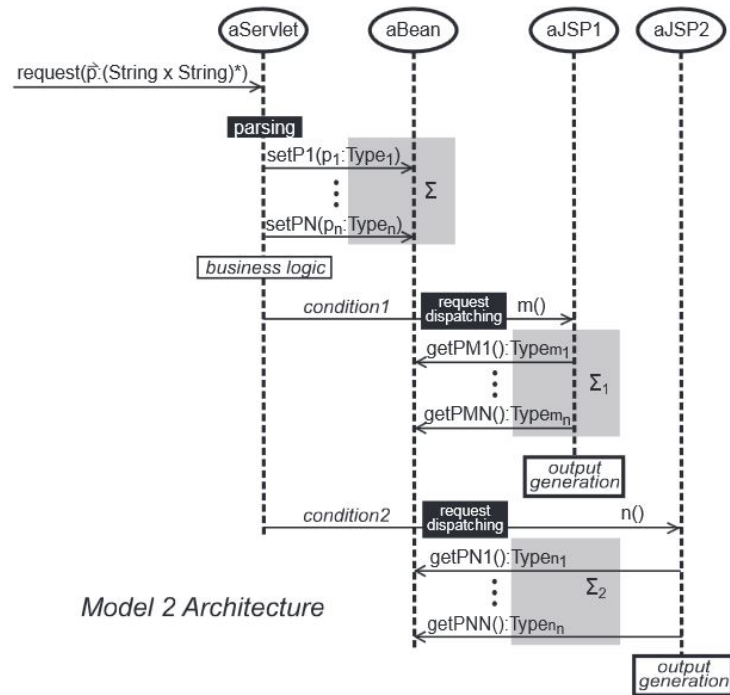 aServlet aBean aJSP1 aJSP2
request(p⃗:(String x String)*)
parsing
setP1(p₁:Type₁)
Σ
setPN(pₙ:Typeₙ)
business logic
condition1 request dispatching m()
getPM1():Typem₁
Σ₁
getPMN():Typemₙ
output
generation
condition2 request dispatching n()
getPN1():Typen₁
Σ₂
getPNN():Typenₙ
Model 2 Architecture
output
generation